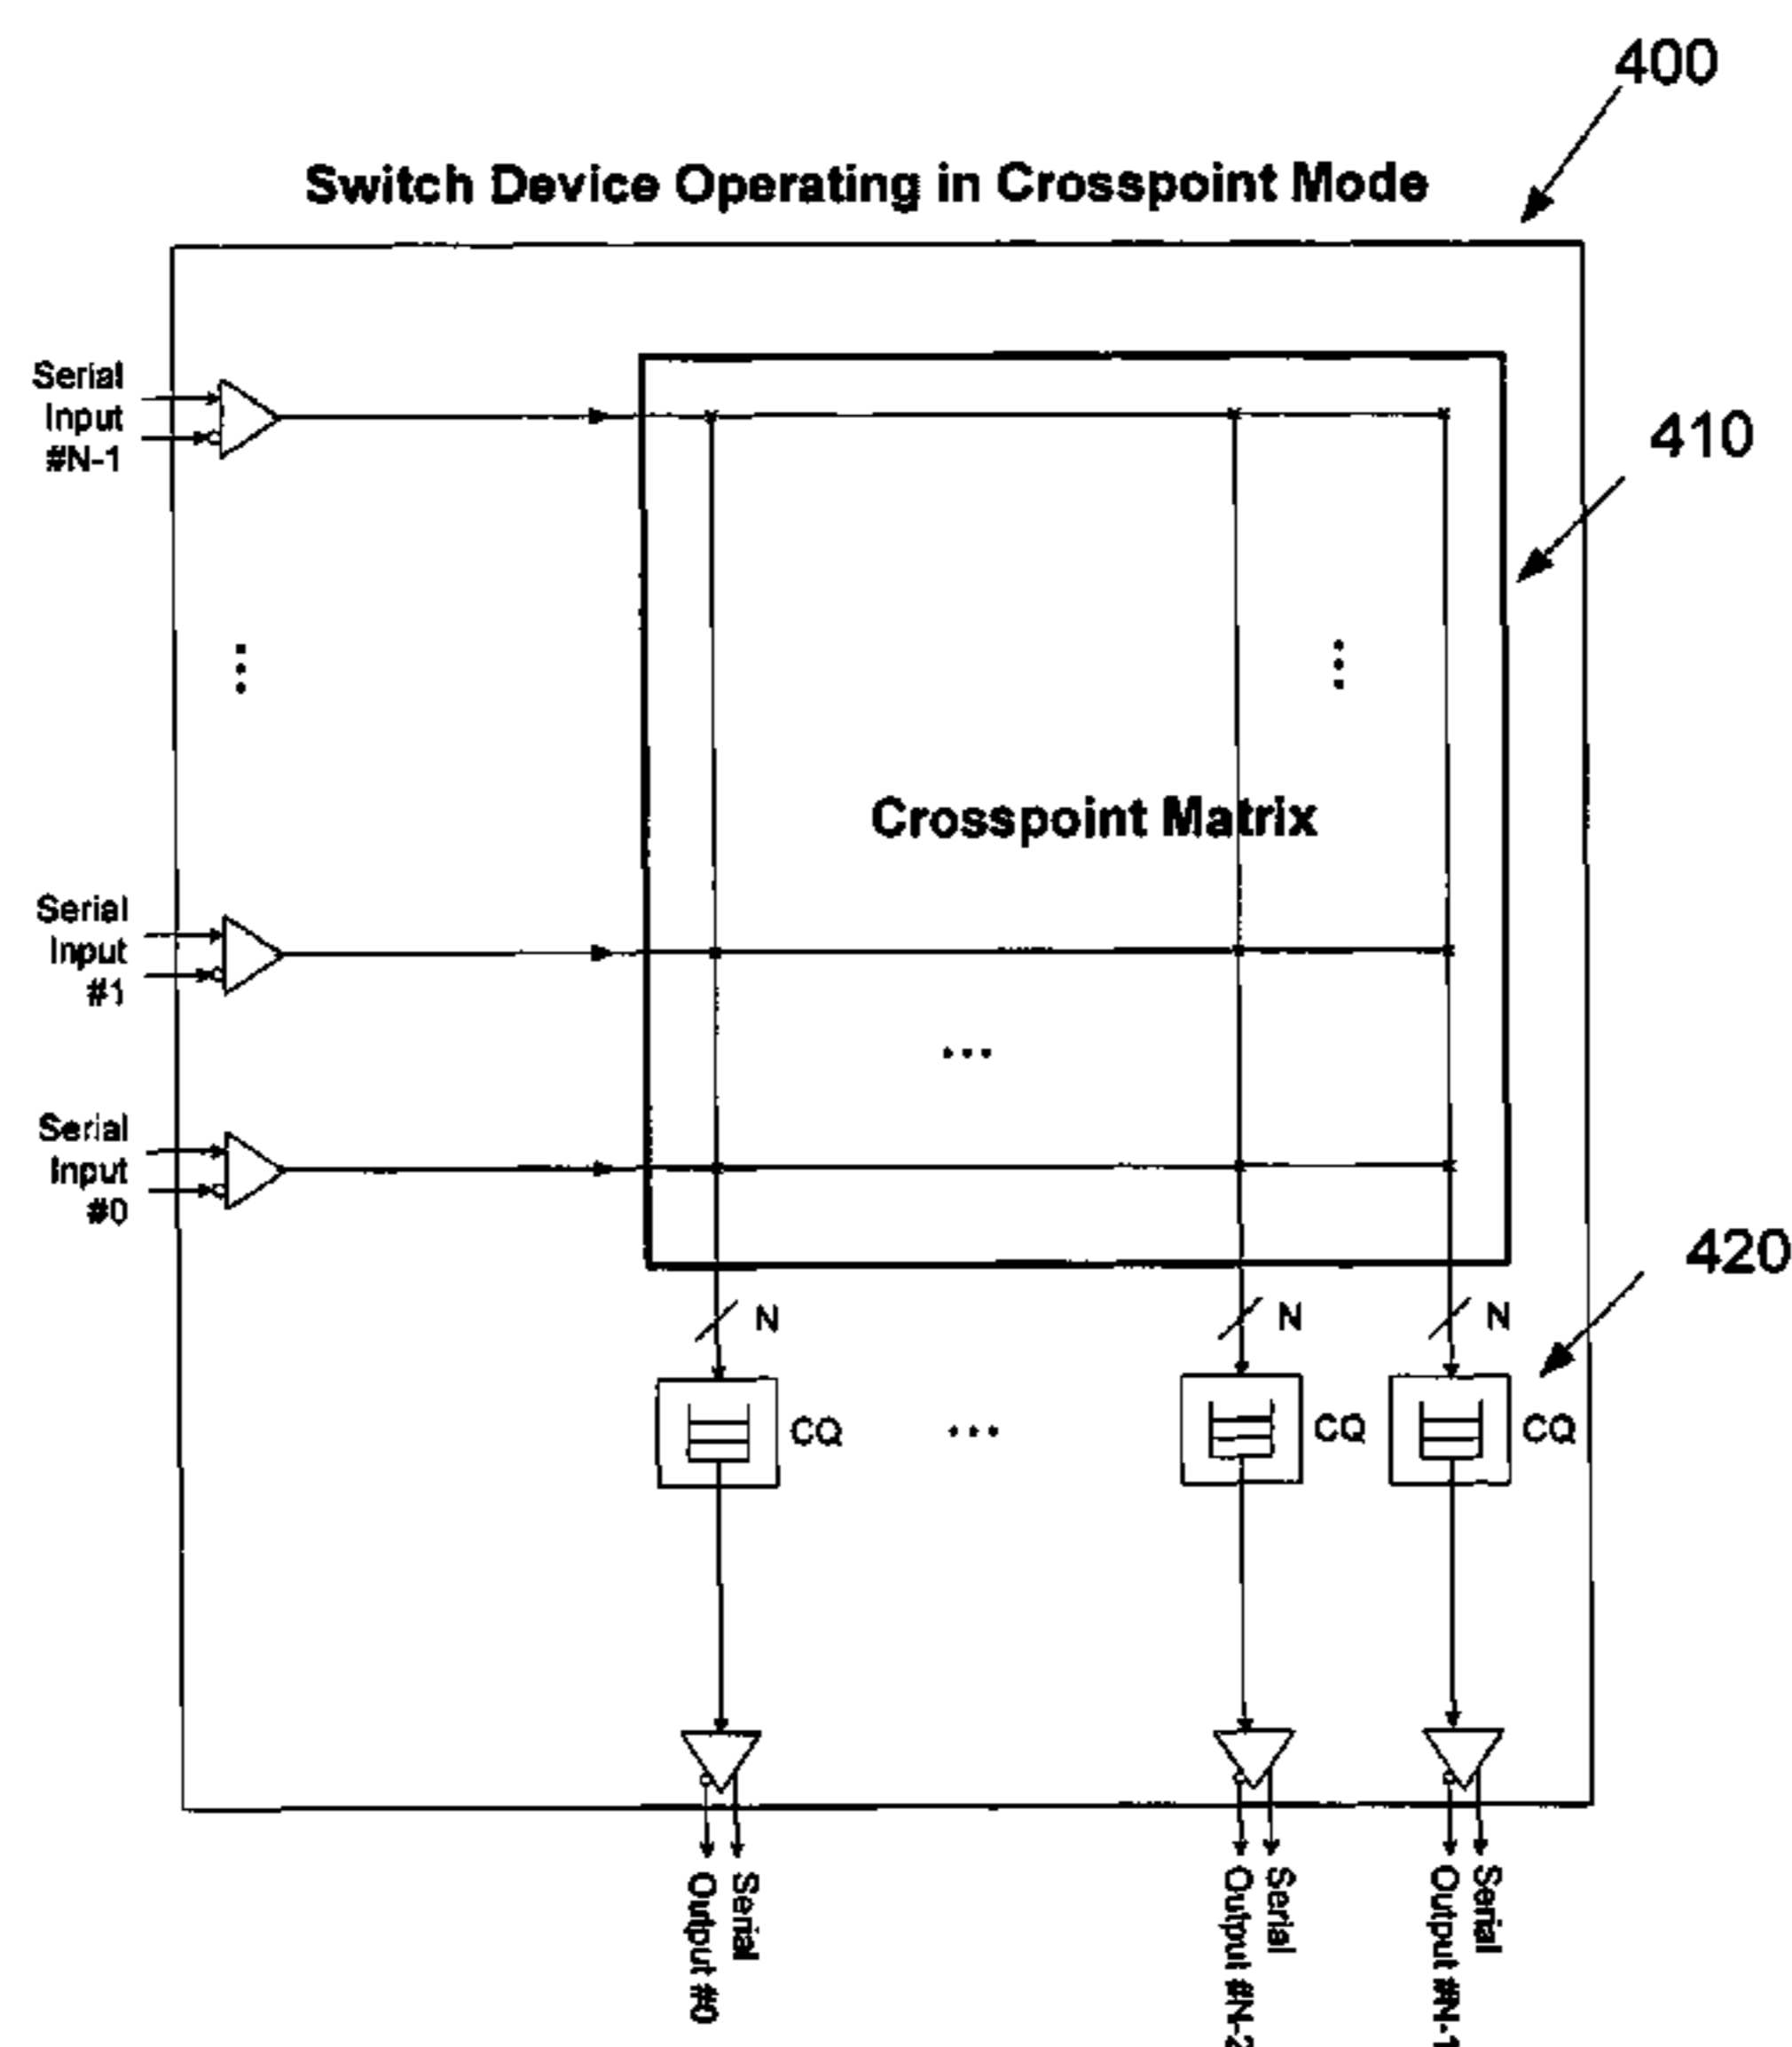 400
Switch Device Operating in Crosspoint Mode
Serial
Input
#N-1
410
Crosspoint Matrix
Serial
Input
#1
Serial
Input
#0
420
N
N
N
CQ
CQ
CQ
Serial
Output #0
Serial
Output #N-2
Serial
Output #N-1